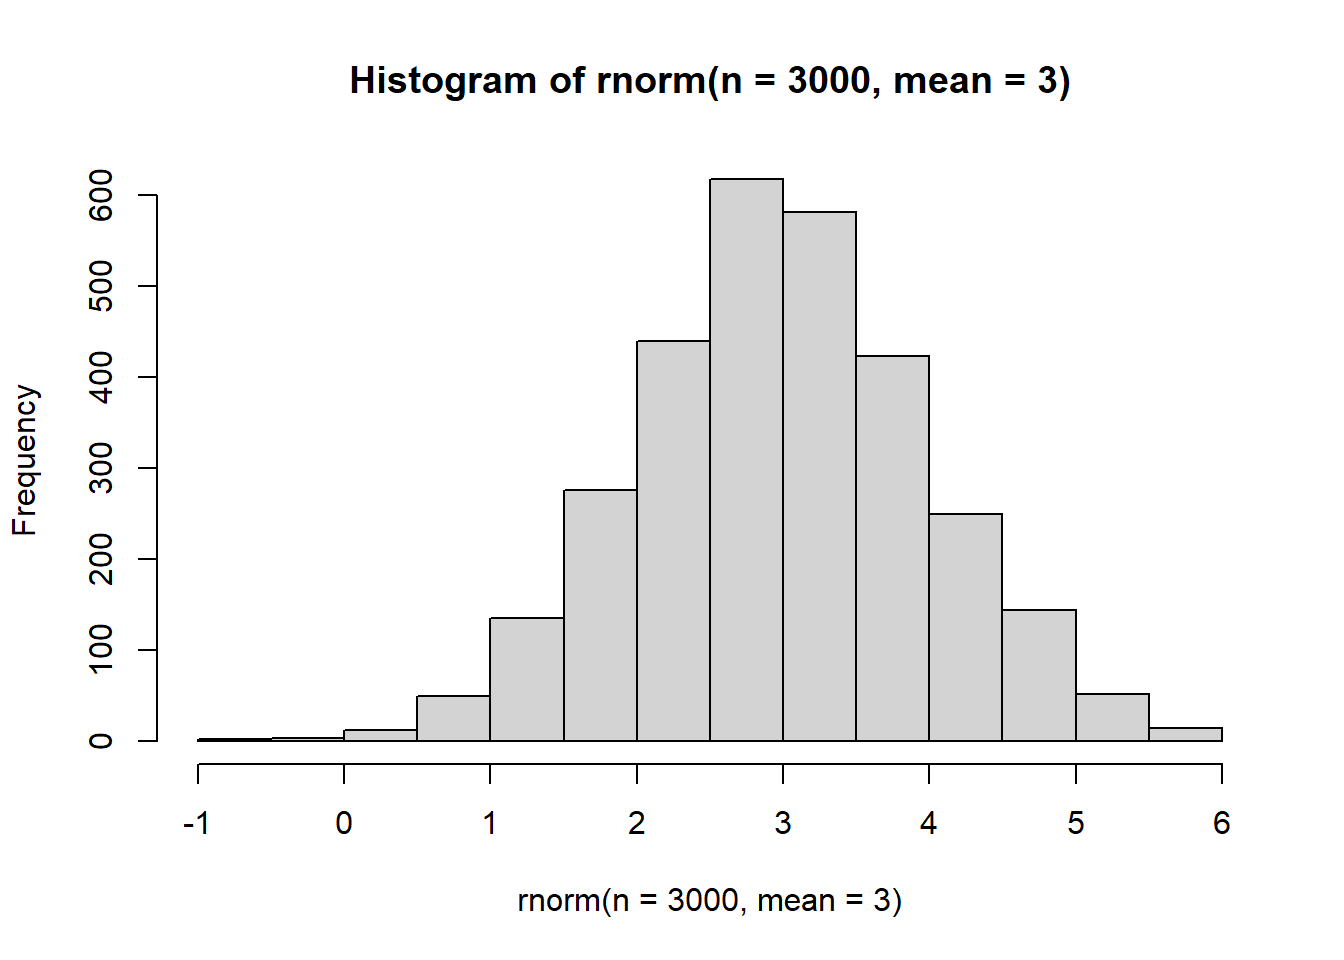 Histogram of rnorm(n = 3000, mean = 3)
Frequency
600
500
400
300
200
100
0
-1 0 1 2 3 4 5 6
rnorm(n = 3000, mean = 3)